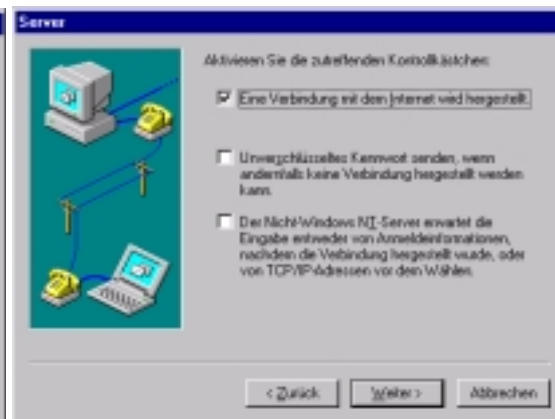 Server
Aktivieren Sie die zutreffenden Kontrollkästchen:
Eine Verbindung mit dem Internet wird hergestellt.
Unverschlüsseltes Kennwort senden, wenn
andernfalls keine Verbindung hergestellt werden
kann.
Der Nicht-Windows NT-Server erwartet die
Eingabe entweder von Anmeldeinformationen,
nachdem die Verbindung hergestellt wurde, oder
von TCP/IP-Adressen vor dem Wählen.
< Zurück
Weiter >
Abbrechen